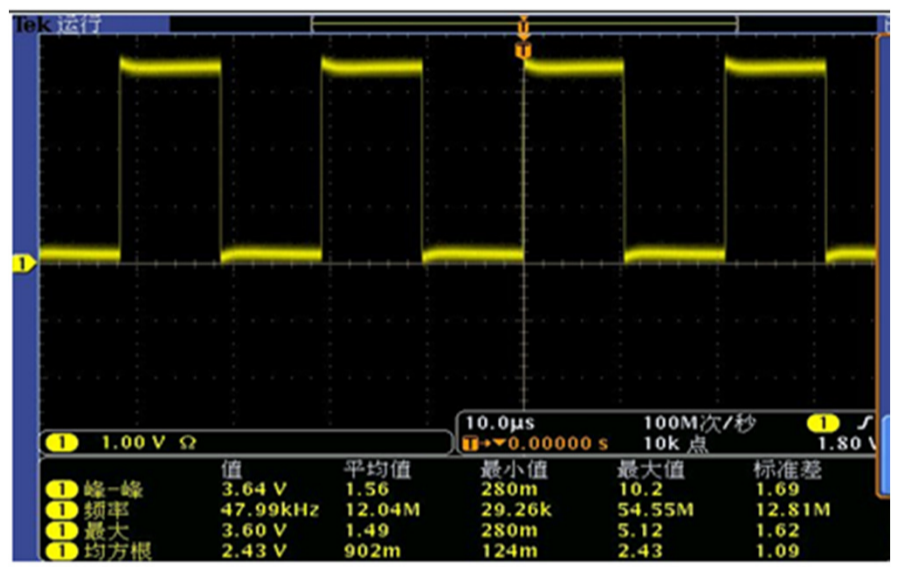 Tek 运行
T
T
1
10.0μs 100M次/秒 1
1 1.00 V Ω T→▼0.00000 s 10k 点 1.80 V
值 平均值 最小值 最大值 标准差
1 峰-峰 3.64 V 1.56 280m 10.2 1.69
1 频率 47.99kHz 12.04M 29.26k 54.55M 12.81M
1 最大 3.60 V 1.49 280m 5.12 1.62
1 均方根 2.43 V 902m 124m 2.43 1.09